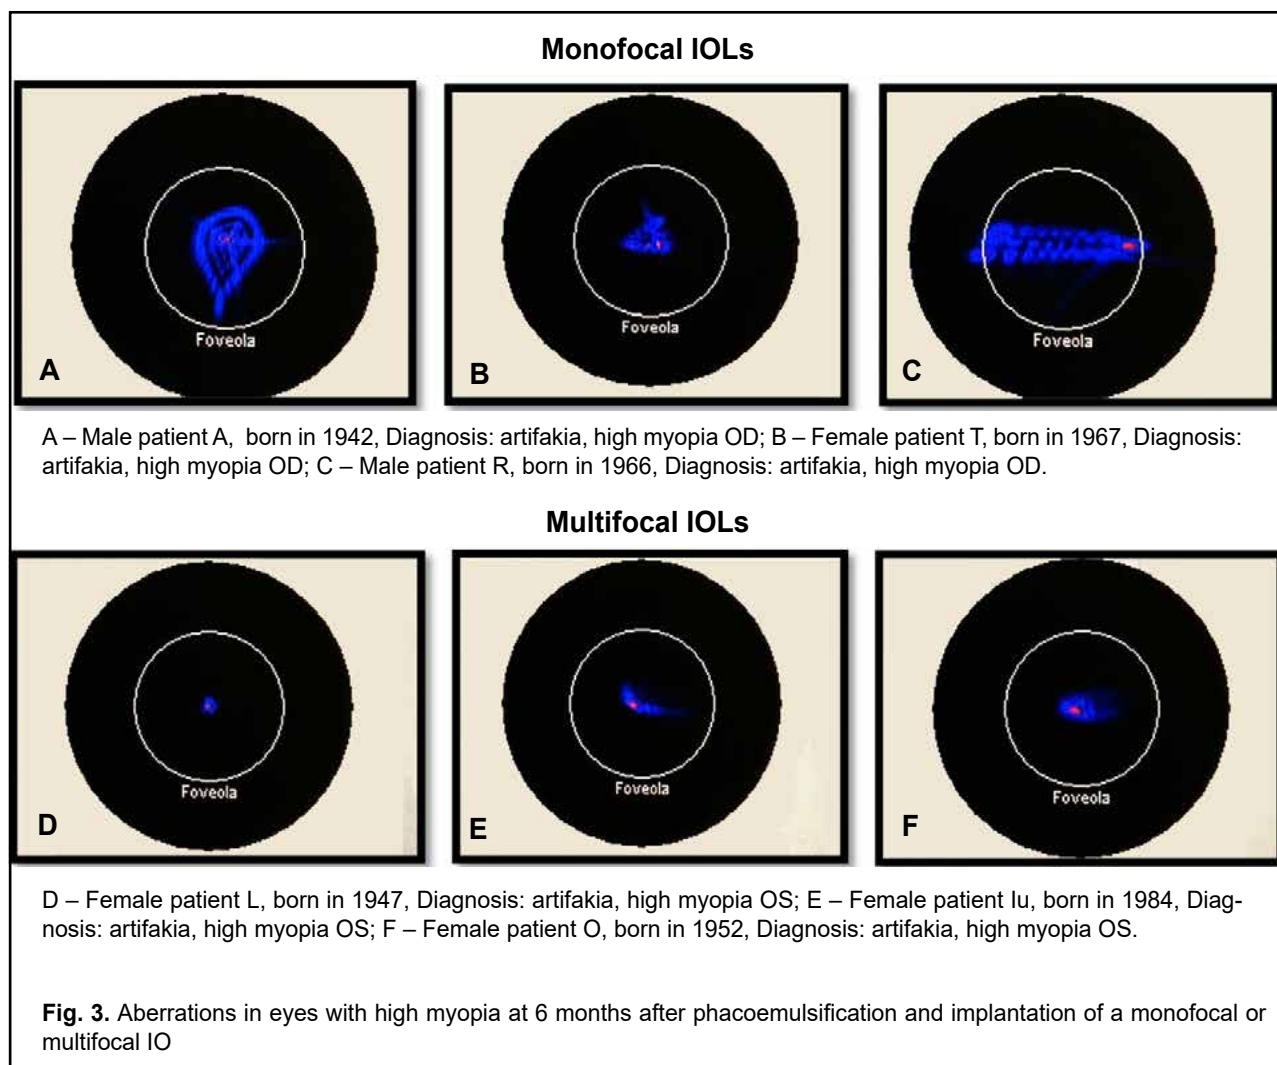 Monofocal IOLs
Foveola
Foveola
Foveola
A
B
C
A – Male patient A, born in 1942, Diagnosis: artifakia, high myopia OD; B – Female patient T, born in 1967, Diagnosis:
artifakia, high myopia OD; C – Male patient R, born in 1966, Diagnosis: artifakia, high myopia OD.
Multifocal IOLs
Foveola
Foveola
Foveola
D
E
F
D – Female patient L, born in 1947, Diagnosis: artifakia, high myopia OS; E – Female patient Iu, born in 1984, Diag-
nosis: artifakia, high myopia OS; F – Female patient O, born in 1952, Diagnosis: artifakia, high myopia OS.
Fig. 3. Aberrations in eyes with high myopia at 6 months after phacoemulsification and implantation of a monofocal or
multifocal IO